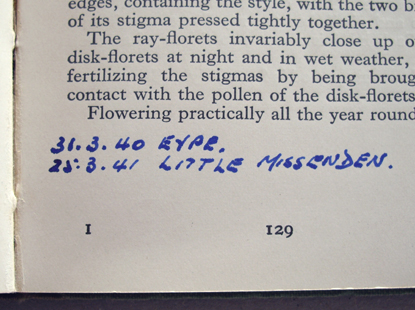 edges, containing the style, with the two b
of its stigma pressed tightly together.
The ray-florets invariably close up o
disk-florets at night and in wet weather,
fertilizing the stigmas by being broug
contact with the pollen of the disk-florets
Flowering practically all the year round
31.3.40 EYPE.
25.3.41 LITTLE MISSENDEN.
I 129